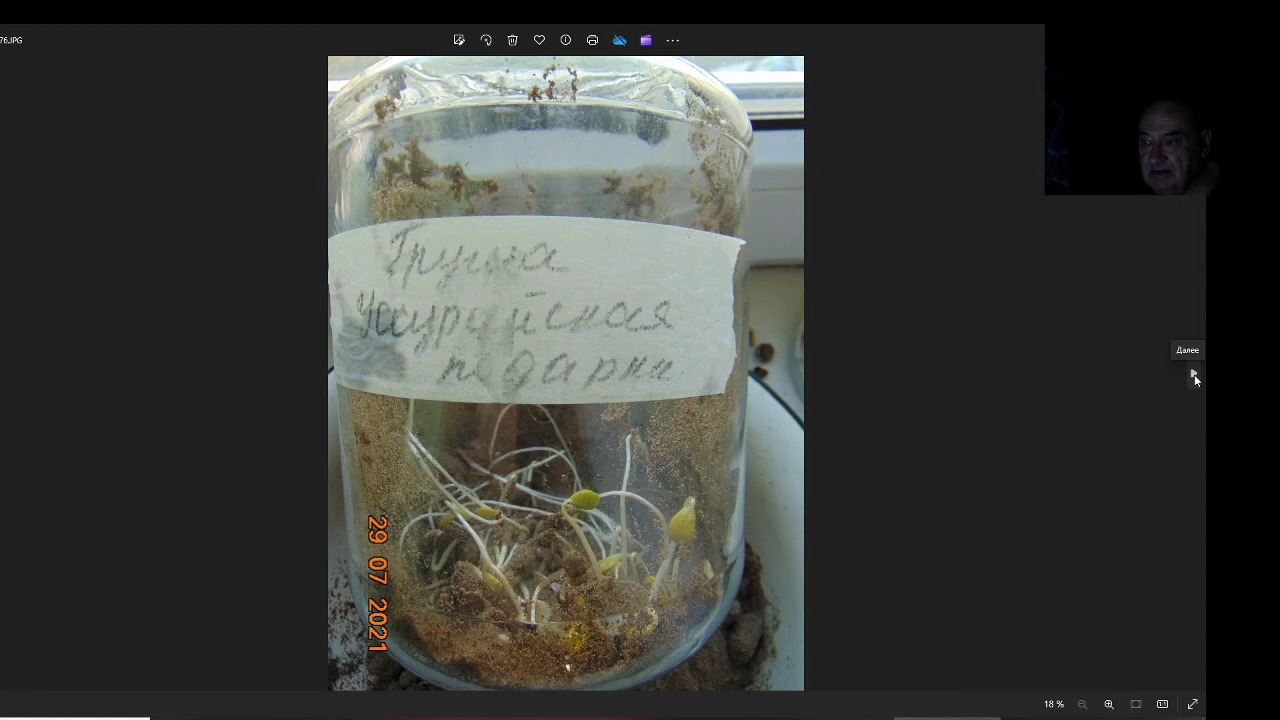 76.JPG
Груша
Уссурийская
подарки
Далее
29 07 2021
18 %